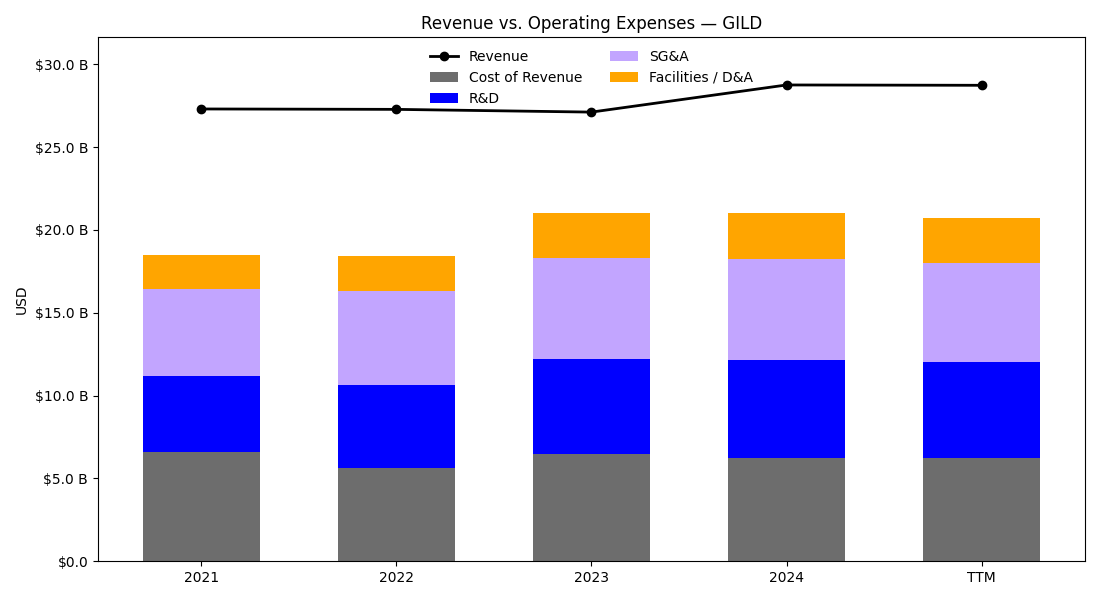 Revenue vs. Operating Expenses — GILD
Revenue
Cost of Revenue
R&D
SG&A
Facilities / D&A
USD
$30.0 B
$25.0 B
$20.0 B
$15.0 B
$10.0 B
$5.0 B
$0.0
2021
2022
2023
2024
TTM